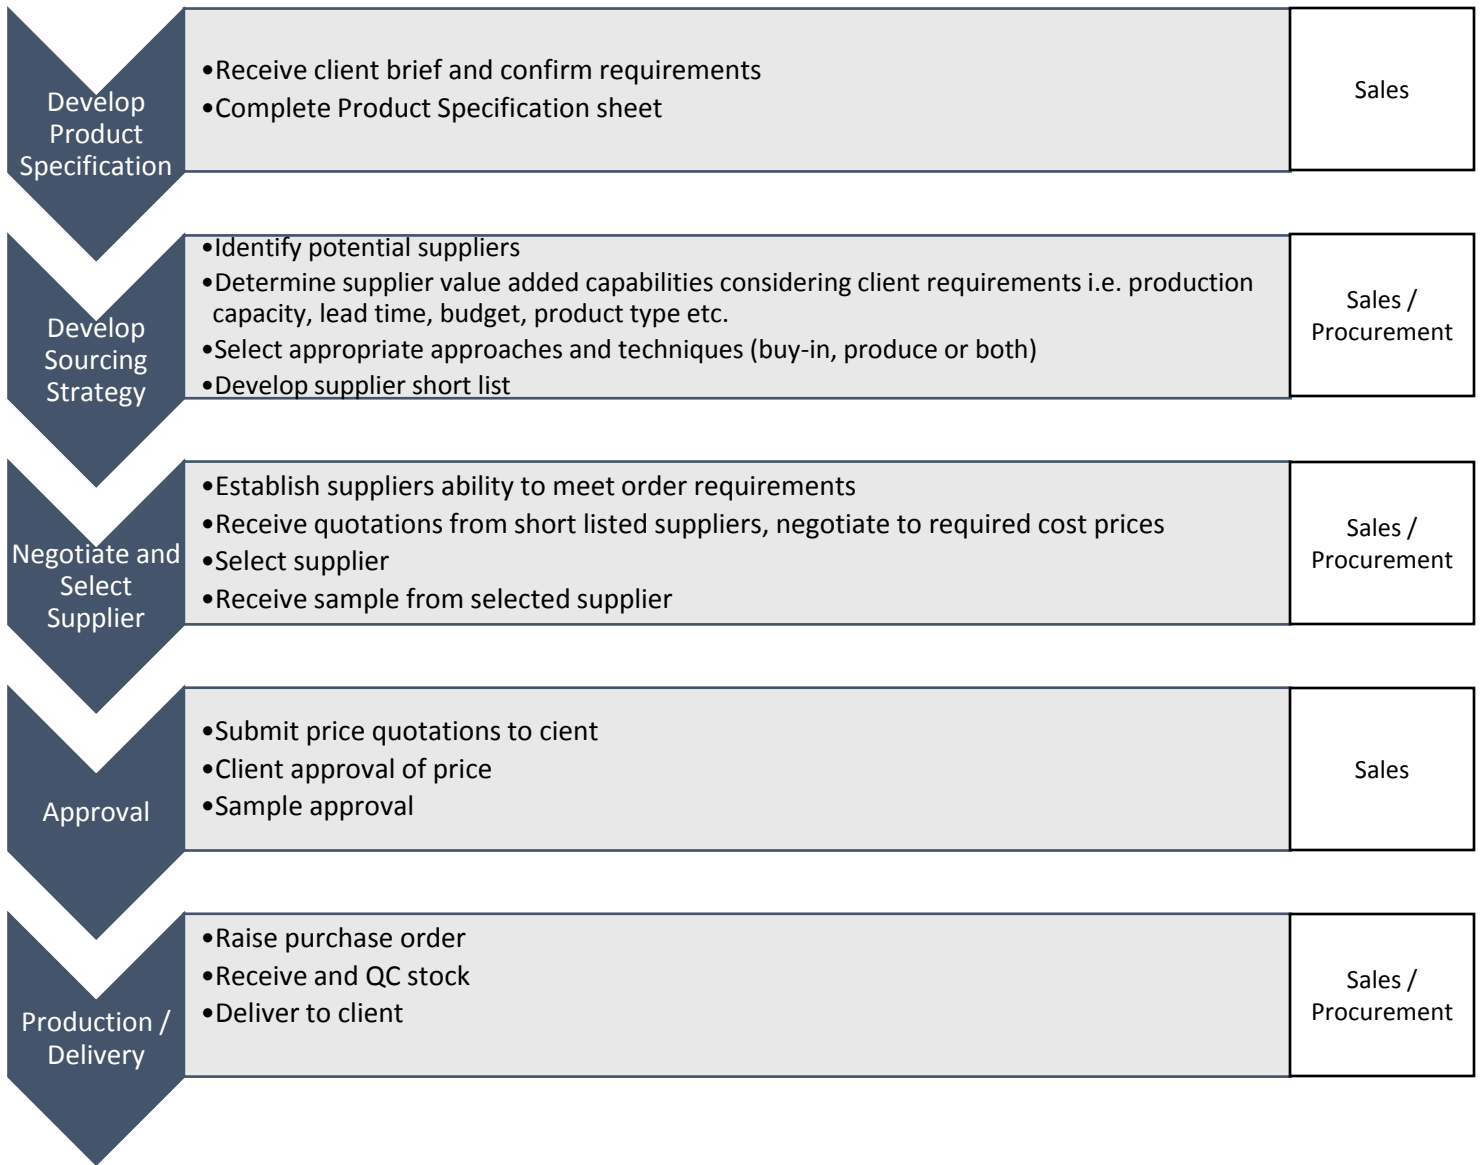 Develop
Product
Specification
•Receive client brief and confirm requirements
•Complete Product Specification sheet
Sales
Develop
Sourcing
Strategy
•Identify potential suppliers
•Determine supplier value added capabilities considering client requirements i.e. production
capacity, lead time, budget, product type etc.
•Select appropriate approaches and techniques (buy-in, produce or both)
•Develop supplier short list
Sales /
Procurement
Negotiate and
Select
Supplier
•Establish suppliers ability to meet order requirements
•Receive quotations from short listed suppliers, negotiate to required cost prices
•Select supplier
•Receive sample from selected supplier
Sales /
Procurement
Approval
•Submit price quotations to cient
•Client approval of price
•Sample approval
Sales
Production /
Delivery
•Raise purchase order
•Receive and QC stock
•Deliver to client
Sales /
Procurement